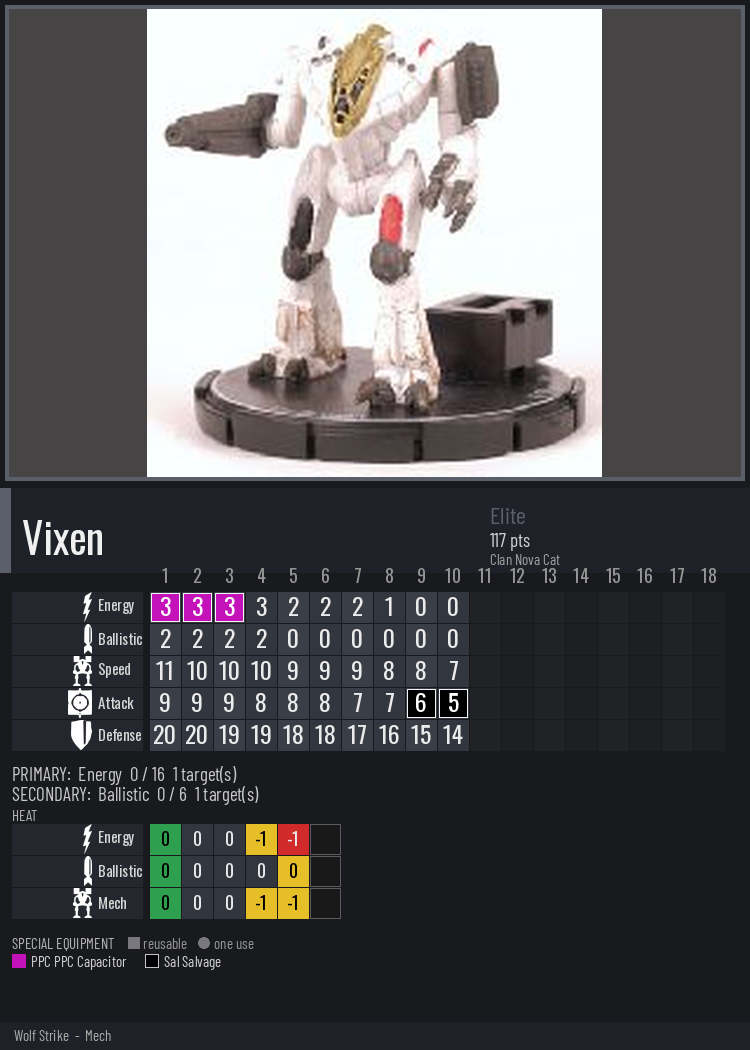 Vixen
Elite
117 pts
Clan Nova Cat
1 2 3 4 5 6 7 8 9 10 11 12 13 14 15 16 17 18
Energy 3 3 3 3 2 2 2 1 0 0
Ballistic 2 2 2 2 0 0 0 0 0 0
Speed 11 10 10 10 9 9 9 8 8 7
Attack 9 9 9 8 8 8 7 7 6 5
Defense 20 20 19 19 18 18 17 16 15 14
PRIMARY: Energy 0 / 16 1 target(s)
SECONDARY: Ballistic 0 / 6 1 target(s)
HEAT
Energy 0 0 0 -1 -1
Ballistic 0 0 0 0 0
Mech 0 0 0 -1 -1
SPECIAL EQUIPMENT reusable one use
PPC PPC Capacitor Sal Salvage
Wolf Strike - Mech